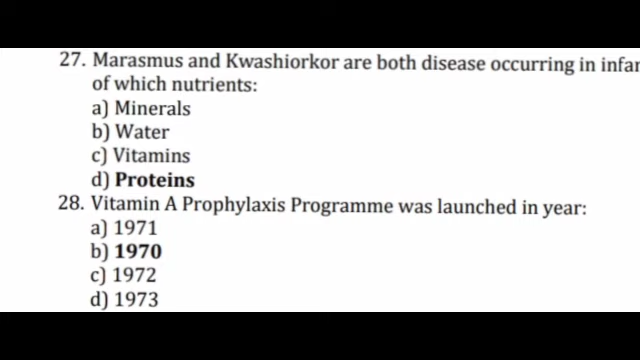 27. Marasmus and Kwashiorkor are both disease occurring in
of which nutrients:
a) Minerals
b) Water
c) Vitamins
d) Proteins
28. Vitamin A Prophylaxis Programme was launched in year:
a) 1971
b) 1970
c) 1972
d) 1973